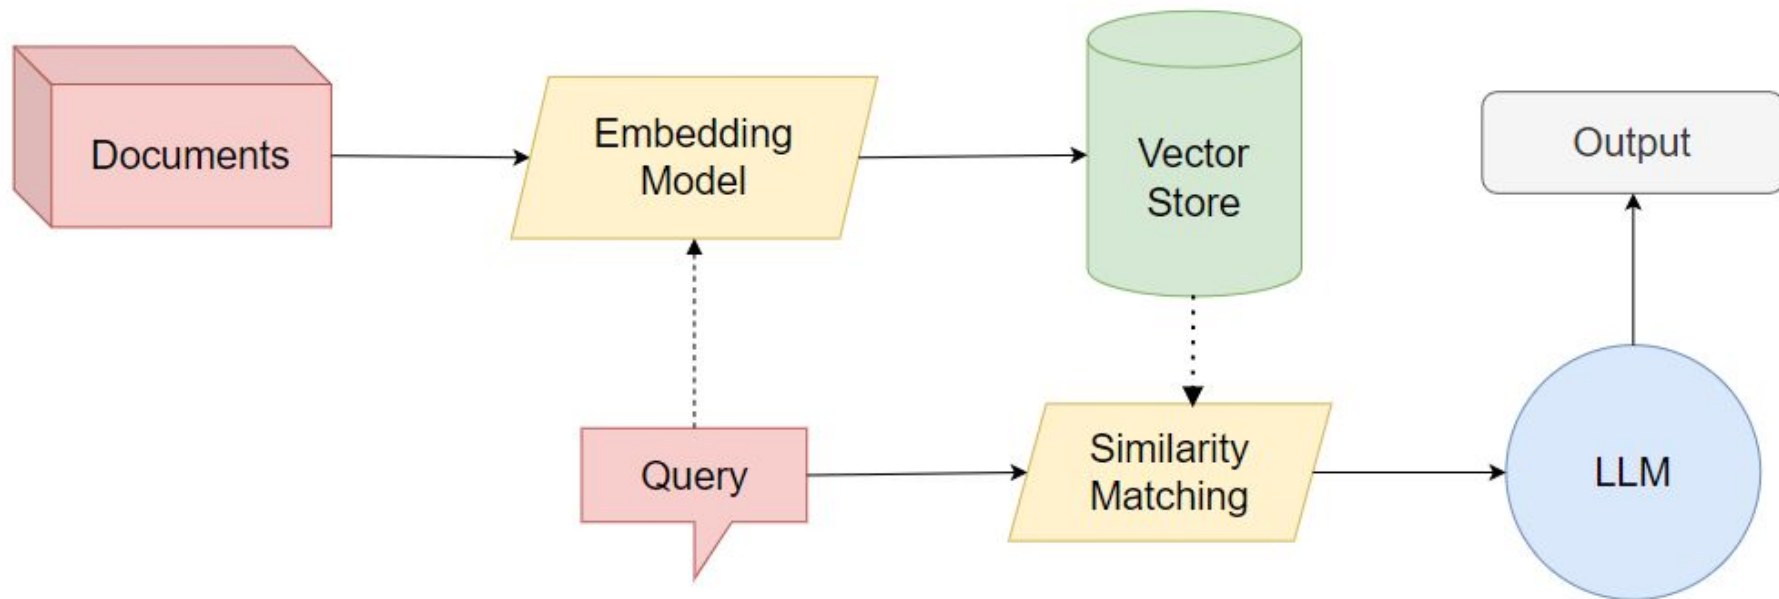 Documents
Embedding
Model
Vector
Store
Output
Query
Similarity
Matching
LLM